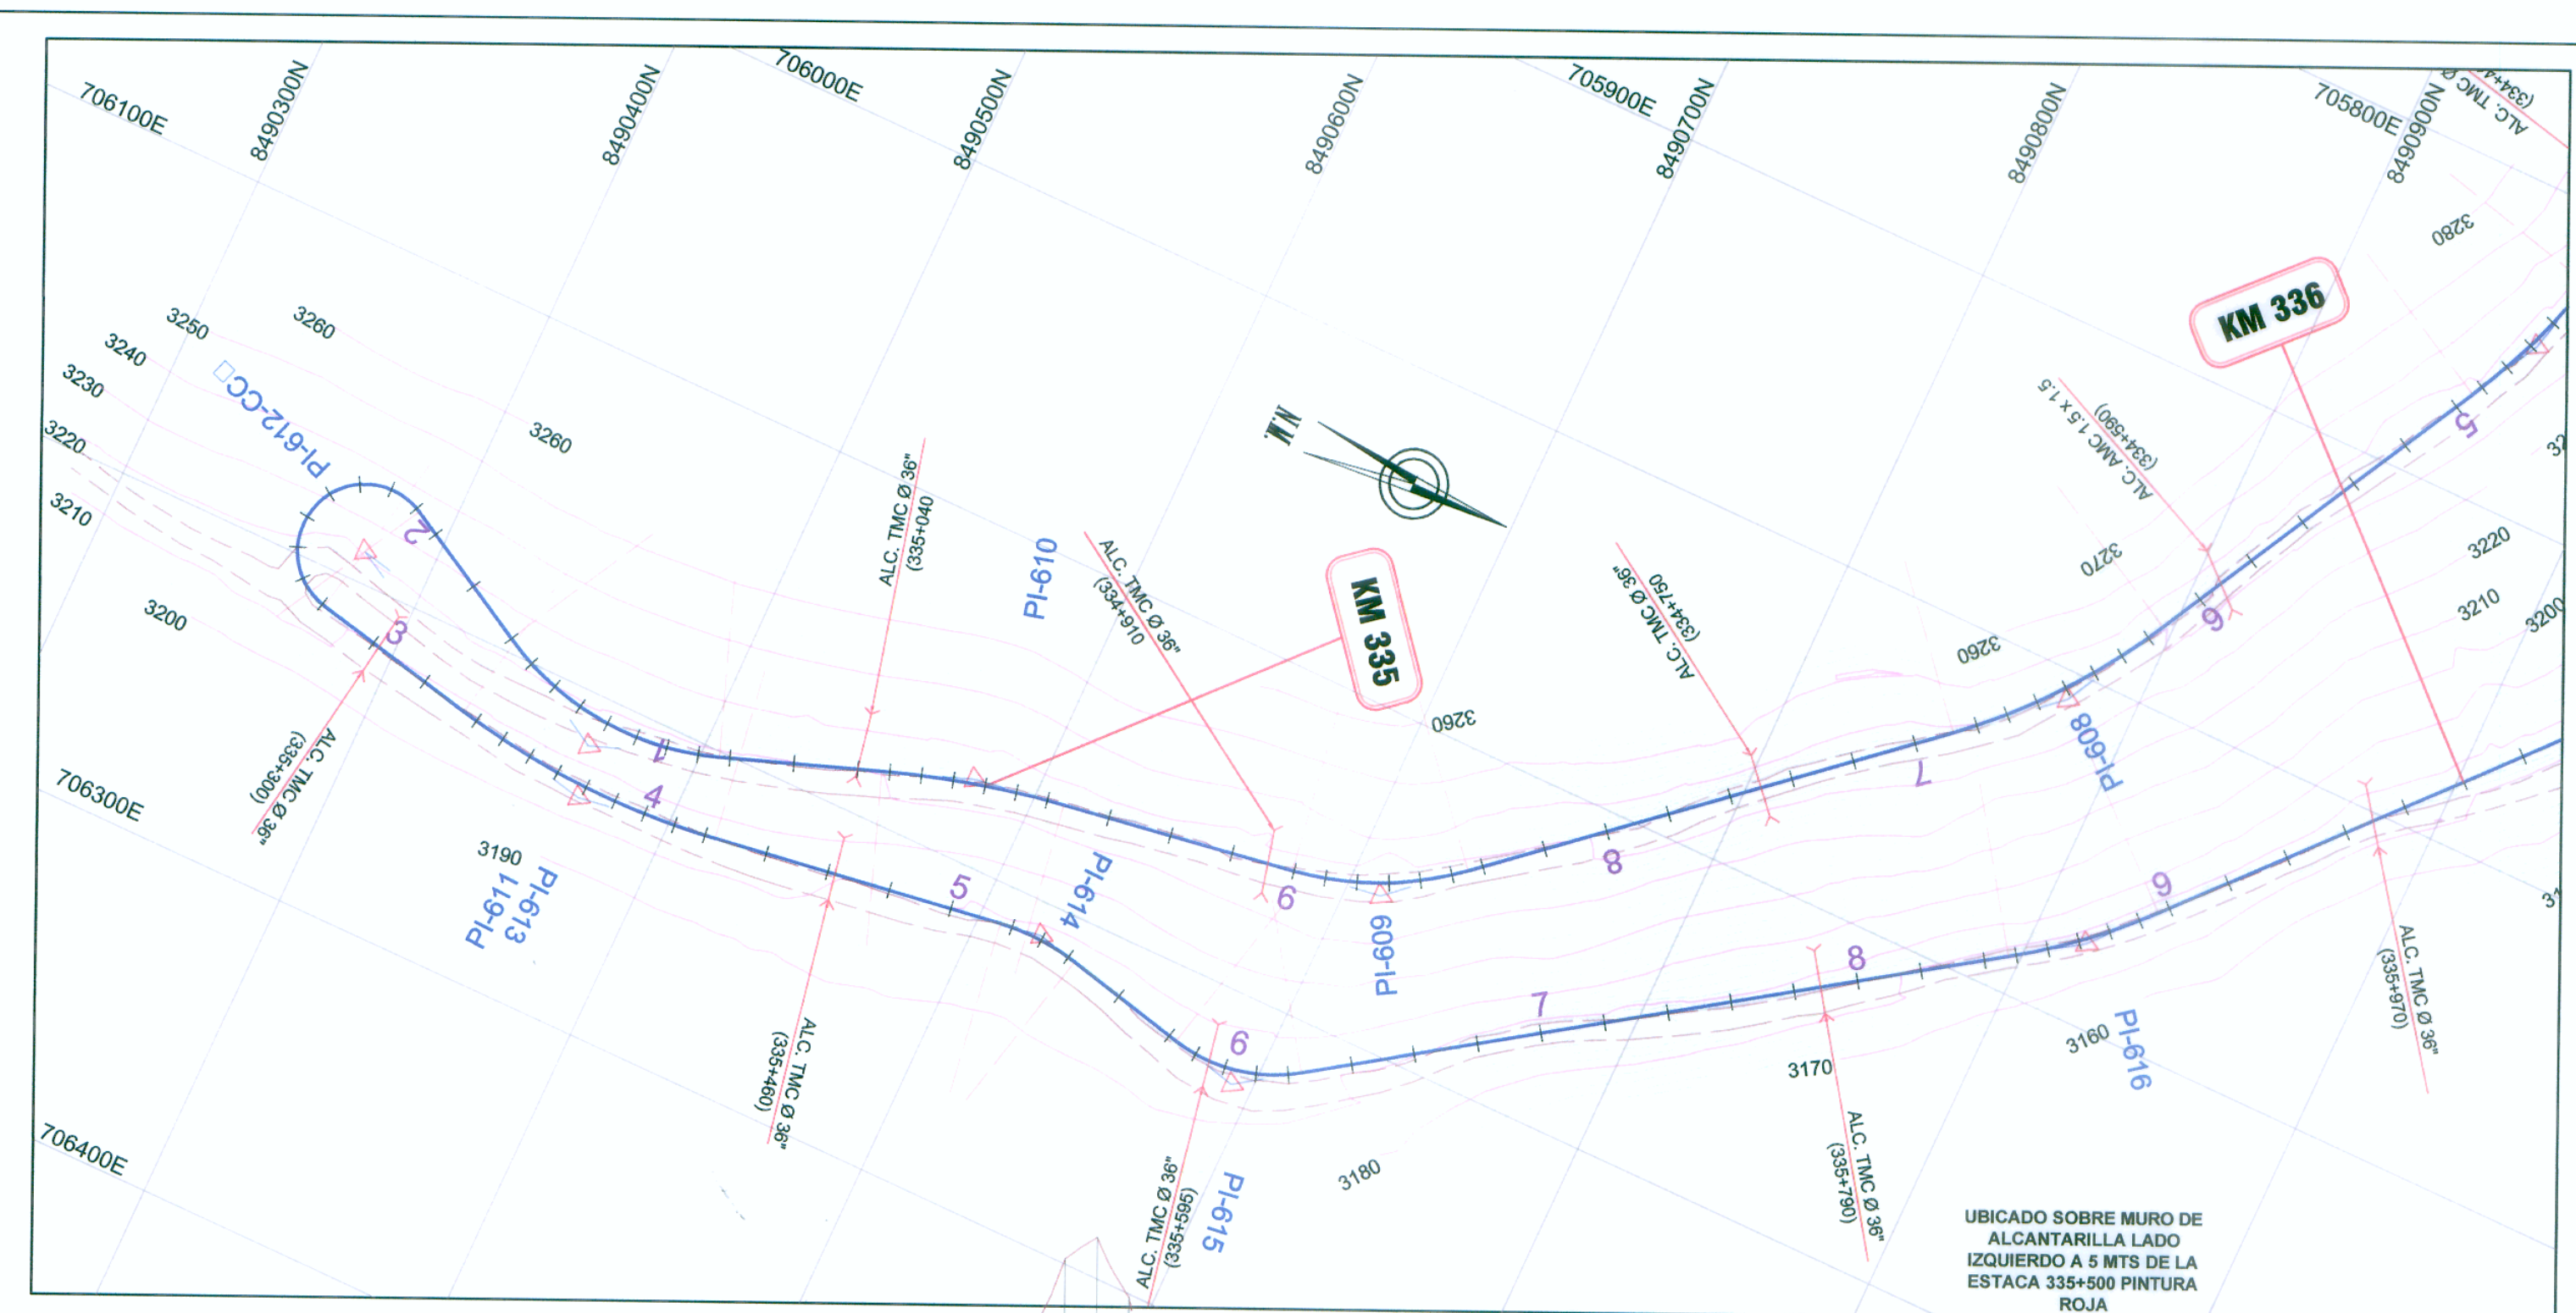 706100E
8490300N
8490400N
706000E
8490500N
8490600N
705900E
8490700N
8490800N
705800E
8490900N
ALC. TMC Ø
(334+4
3280
3260
3250
3240
3230
3220
3210
3200
PI-612-CC
3260
2
3
ALC. TMC Ø 36"
(335+300)
ALC. TMC Ø 36"
(335+040
PI-610
ALC. TMC Ø 36"
(334+910
N.M.
KM 335
ALC. TMC Ø 36"
(334+750
3260
KM 336
ALC. AMC 1.5 x 1.5
(334+590)
5
3270
6
3260
3220
3210
3200
PI-608
7
8
1
4
706300E
3190
PI-611
PI-613
5
PI-614
6
PI-609
9
8
7
6
ALC. TMC Ø 36"
(335+460)
ALC. TMC Ø 36"
(335+595)
PI-615
3180
3170
ALC. TMC Ø 36"
(335+790)
3160
PI-616
ALC. TMC Ø 36"
(335+970)
706400E
UBICADO SOBRE MURO DE
ALCANTARILLA LADO
IZQUIERDO A 5 MTS DE LA
ESTACA 335+500 PINTURA
ROJA